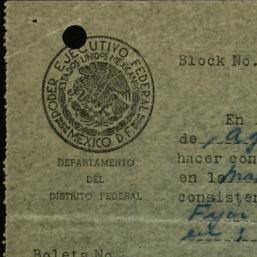 PODER EJECUTIVO FEDERAL
ESTADOS UNIDOS MEXICANOS
MEXICO D.F.
DEPARTAMENTO
DEL
DISTRITO FEDERAL
Block No.
En
de
hacer con
en la
consisten
en
Boleta No